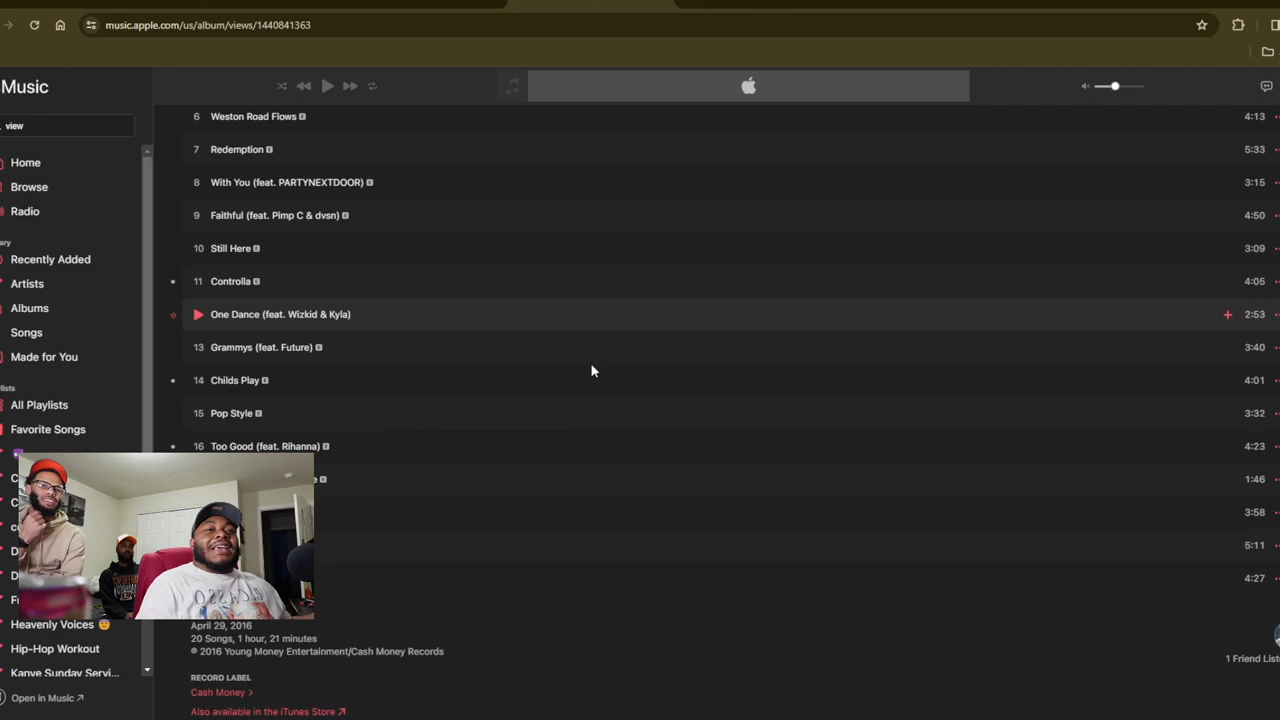 music.apple.com/us/album/views/1440841363
Music
view
Home
Browse
Radio
Recently Added
Artists
Albums
Songs
Made for You
All Playlists
Favorite Songs
Heavenly Voices
Hip-Hop Workout
Kanye Sunday Servi...
Open in Music
6 Weston Road Flows E 4:13
7 Redemption E 5:33
8 With You (feat. PARTYNEXTDOOR) E 3:15
9 Faithful (feat. Pimp C & dvsn) E 4:50
10 Still Here E 3:09
11 Controlla E 4:05
One Dance (feat. Wizkid & Kyla) + 2:53
13 Grammys (feat. Future) E 3:40
14 Childs Play E 4:01
15 Pop Style E 3:32
16 Too Good (feat. Rihanna) E 4:23
E 1:46
3:58
5:11
4:27
April 29, 2016
20 Songs, 1 hour, 21 minutes
℗ 2016 Young Money Entertainment/Cash Money Records
1 Friend List
RECORD LABEL
Cash Money
Also available in the iTunes Store